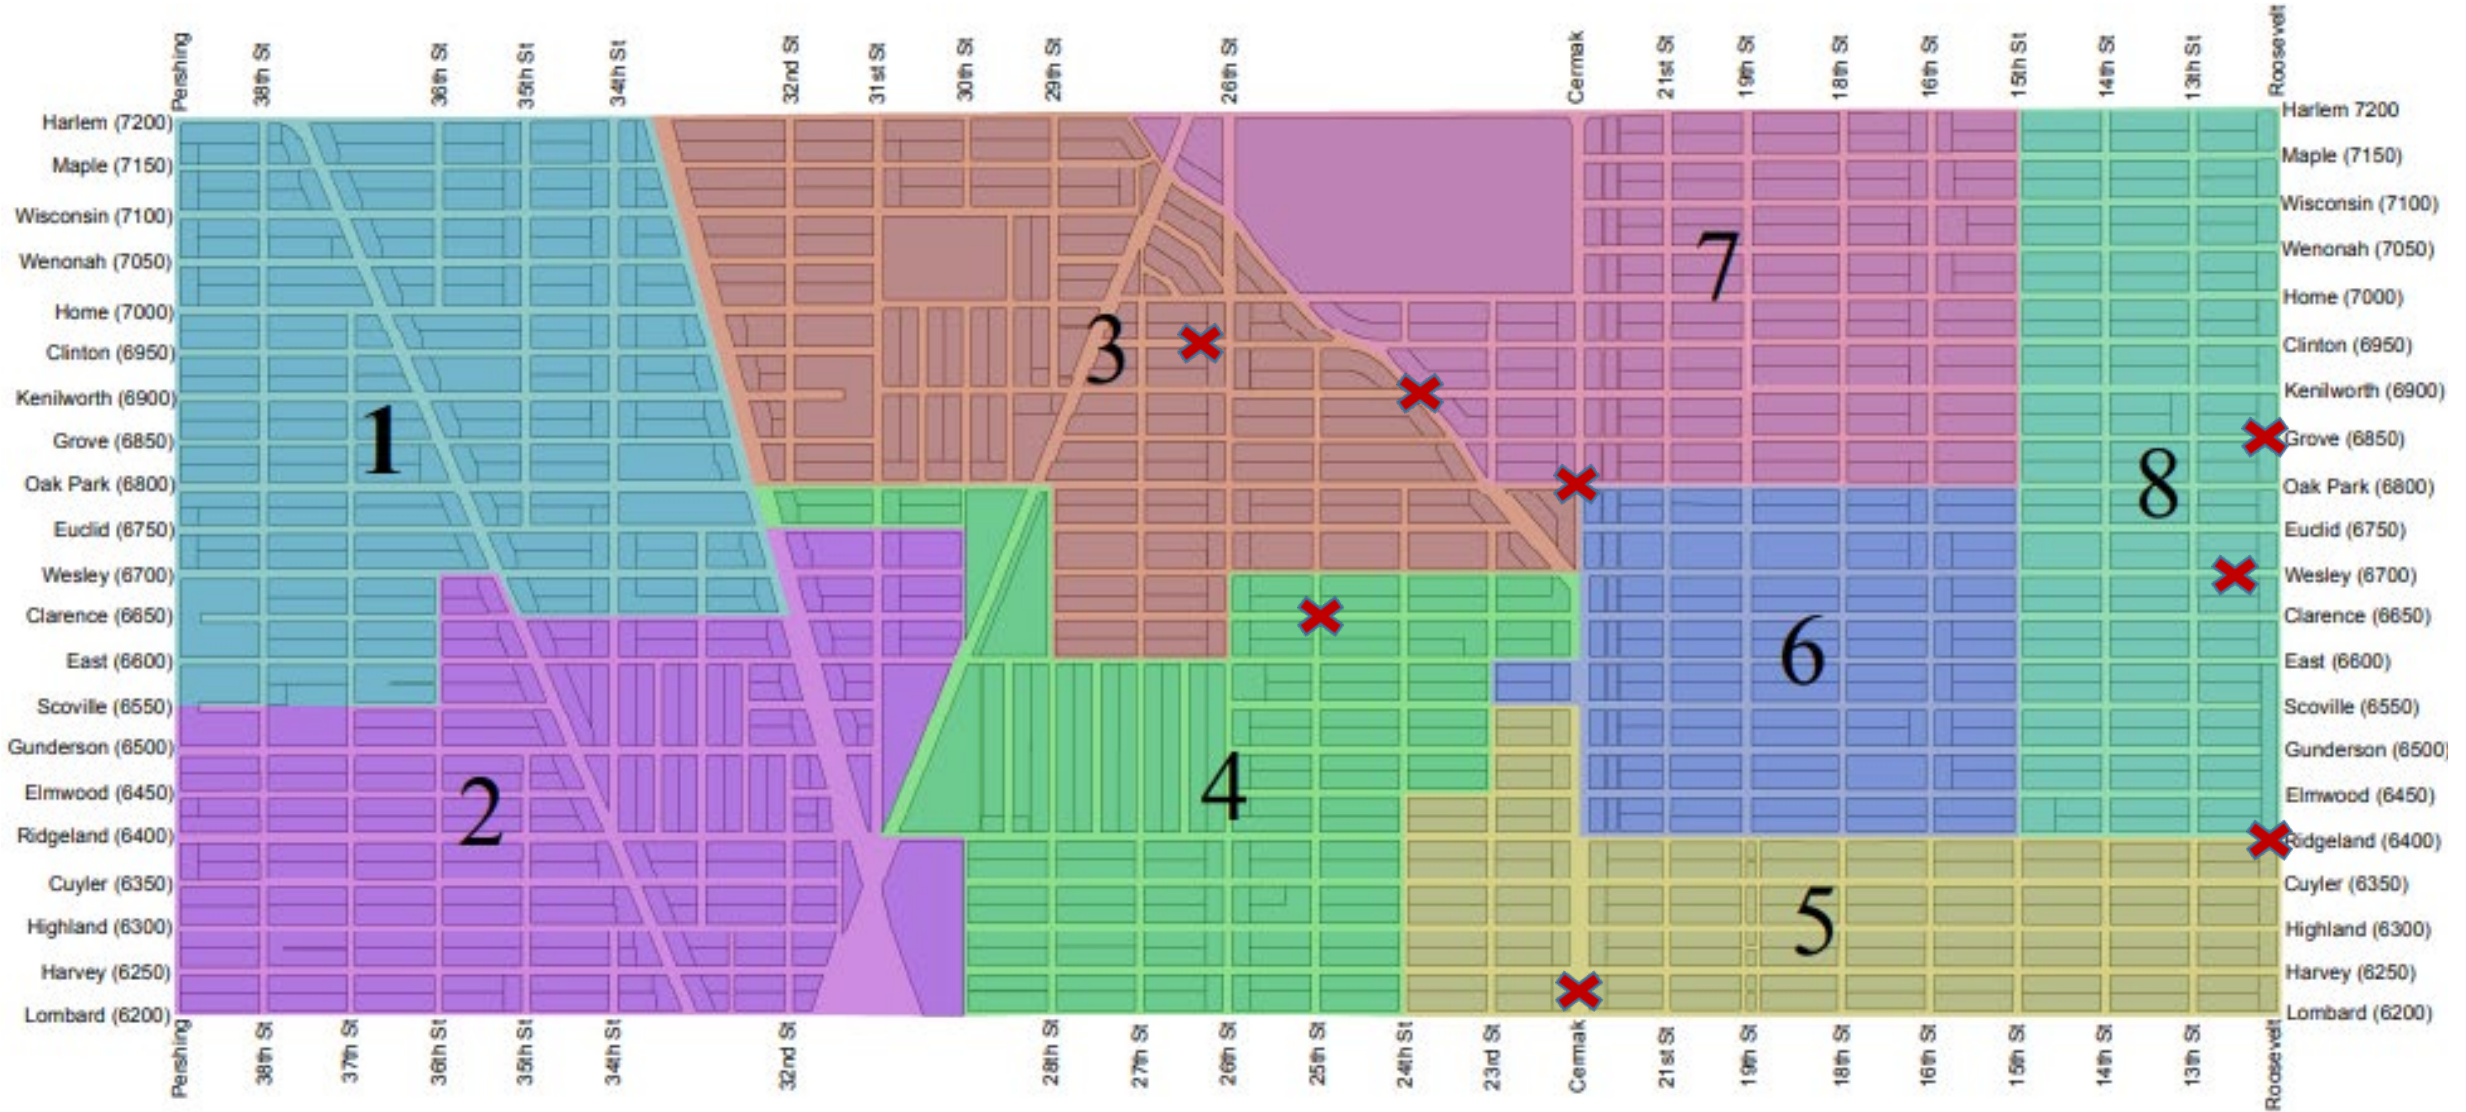 Pershing
38th St
36th St
35th St
34th St
32nd St
31st St
30th St
29th St
26th St
Cermak
21st St
19th St
18th St
16th St
15th St
14th St
13th St
Roosevelt
Harlem (7200)
Maple (7150)
Wisconsin (7100)
Wenonah (7050)
Home (7000)
Clinton (6950)
Kenilworth (6900)
Grove (6850)
Oak Park (6800)
Euclid (6750)
Wesley (6700)
Clarence (6650)
East (6600)
Scoville (6550)
Gunderson (6500)
Elmwood (6450)
Ridgeland (6400)
Cuyler (6350)
Highland (6300)
Harvey (6250)
Lombard (6200)
1
2
3
4
5
6
7
8
Harlem 7200
Maple (7150)
Wisconsin (7100)
Wenonah (7050)
Home (7000)
Clinton (6950)
Kenilworth (6900)
Grove (6850)
Oak Park (6800)
Euclid (6750)
Wesley (6700)
Clarence (6650)
East (6600)
Scoville (6550)
Gunderson (6500)
Elmwood (6450)
Ridgeland (6400)
Cuyler (6350)
Highland (6300)
Harvey (6250)
Lombard (6200)
Pershing
38th St
37th St
36th St
35th St
34th St
32nd St
28th St
27th St
26th St
25th St
24th St
23rd St
Cermak
21st St
19th St
18th St
16th St
15th St
14th St
13th St
Roosevelt